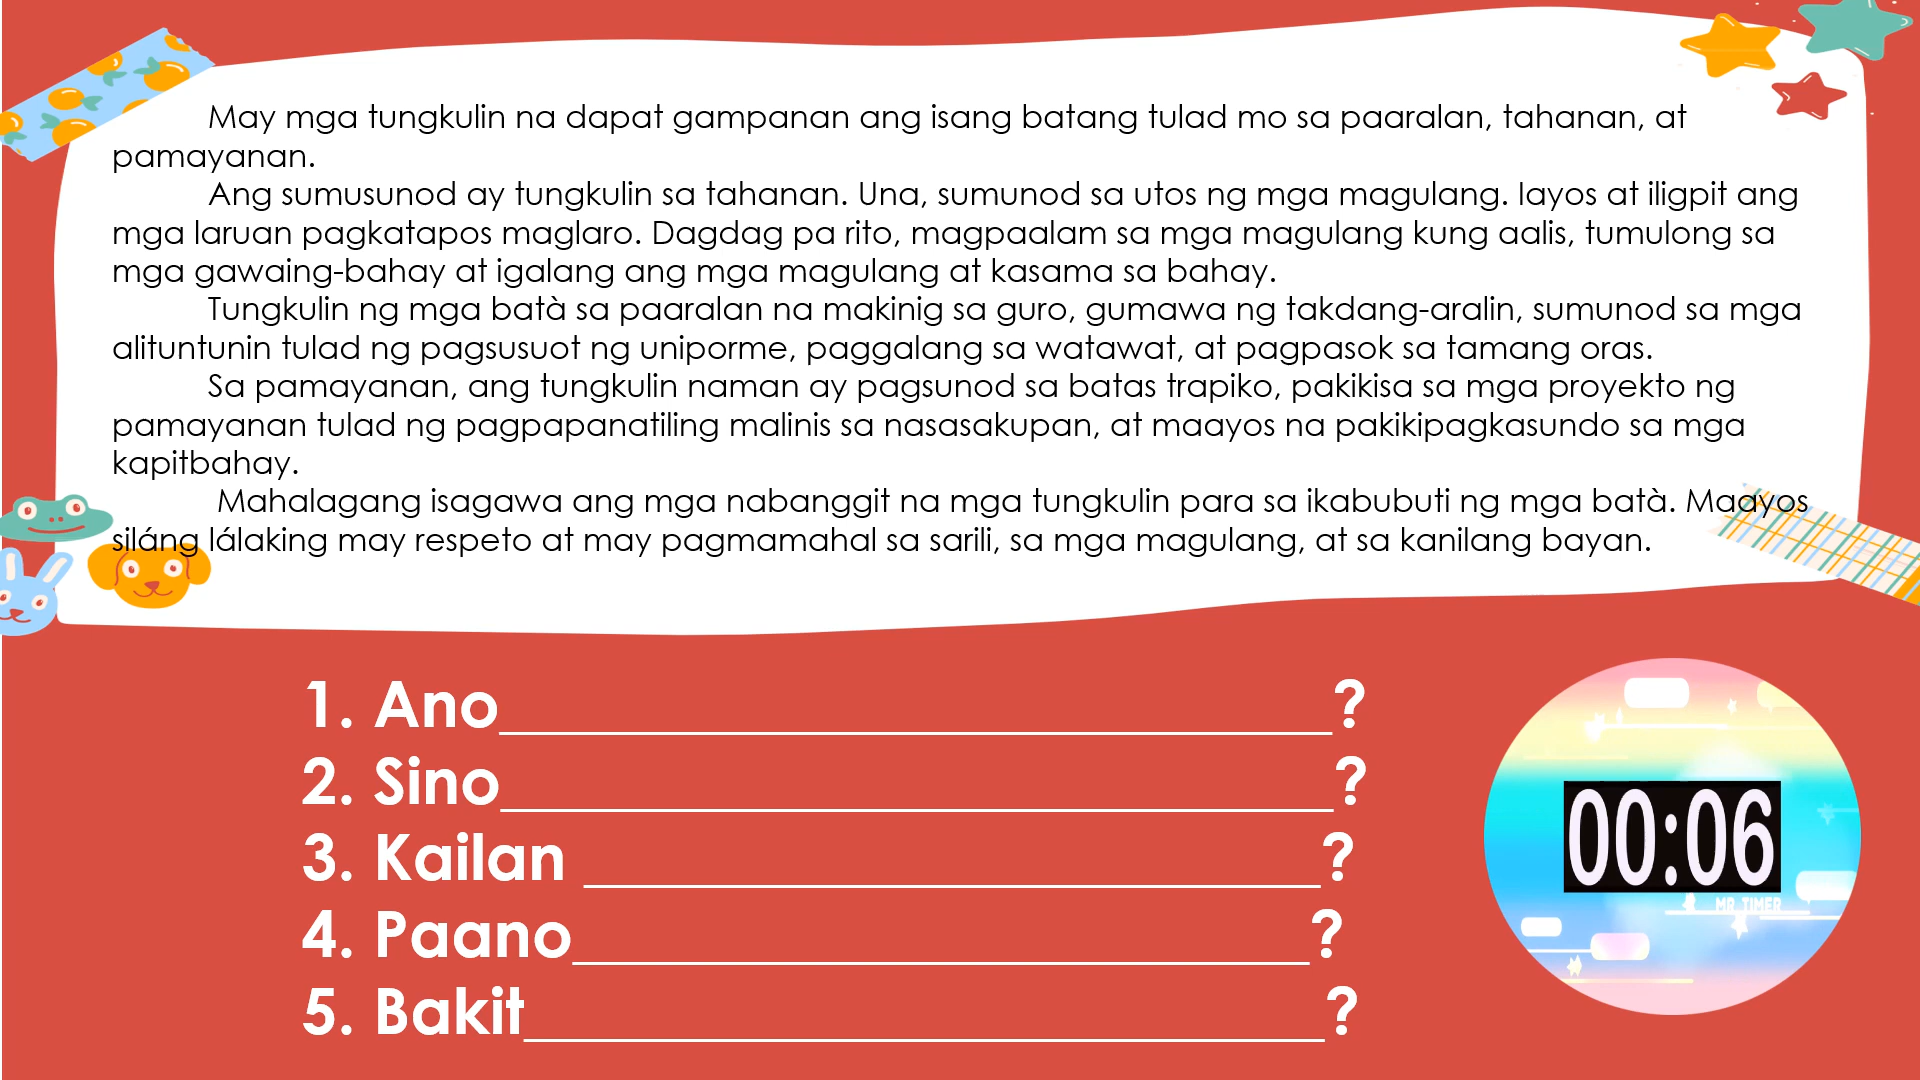 May mga tungkulin na dapat gampanan ang isang batang tulad mo sa paaralan, tahanan, at
pamayanan.
Ang sumusunod ay tungkulin sa tahanan. Una, sumunod sa utos ng mga magulang. Iayos at iligpit ang
mga laruan pagkatapos maglaro. Dagdag pa rito, magpaalam sa mga magulang kung aalis, tumulong sa
mga gawaing-bahay at igalang ang mga magulang at kasama sa bahay.
Tungkulin ng mga batà sa paaralan na makinig sa guro, gumawa ng takdang-aralin, sumunod sa mga
alituntunin tulad ng pagsusuot ng uniporme, paggalang sa watawat, at pagpasok sa tamang oras.
Sa pamayanan, ang tungkulin naman ay pagsunod sa batas trapiko, pakikisa sa mga proyekto ng
pamayanan tulad ng pagpapanatiling malinis sa nasasakupan, at maayos na pakikipagkasundo sa mga
kapitbahay.
Mahalagang isagawa ang mga nabanggit na mga tungkulin para sa ikabubuti ng mga batà. Maayos
siláng lálaking may respeto at may pagmamahal sa sarili, sa mga magulang, at sa kanilang bayan.
1. Ano__________________________?
2. Sino__________________________?
3. Kailan _______________________?
4. Paano_______________________?
5. Bakit_________________________?
00:06
MR. TIMER